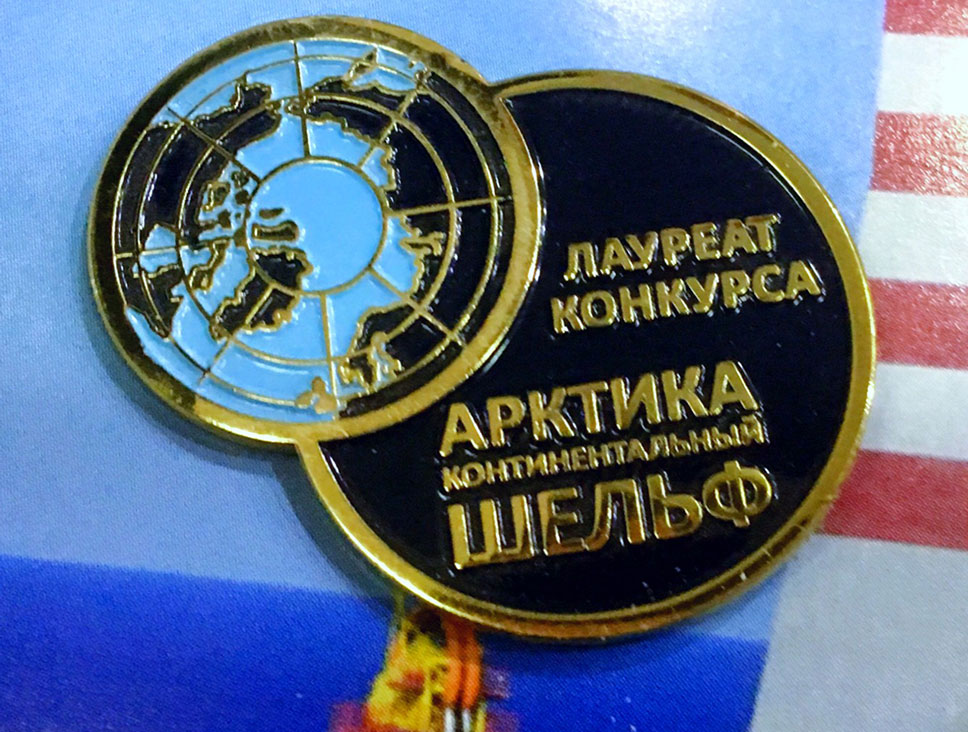 ЛАУРЕАТ
КОНКУРСА
АРКТИКА
КОНТИНЕНТАЛЬНЫЙ
ШЕЛЬФ